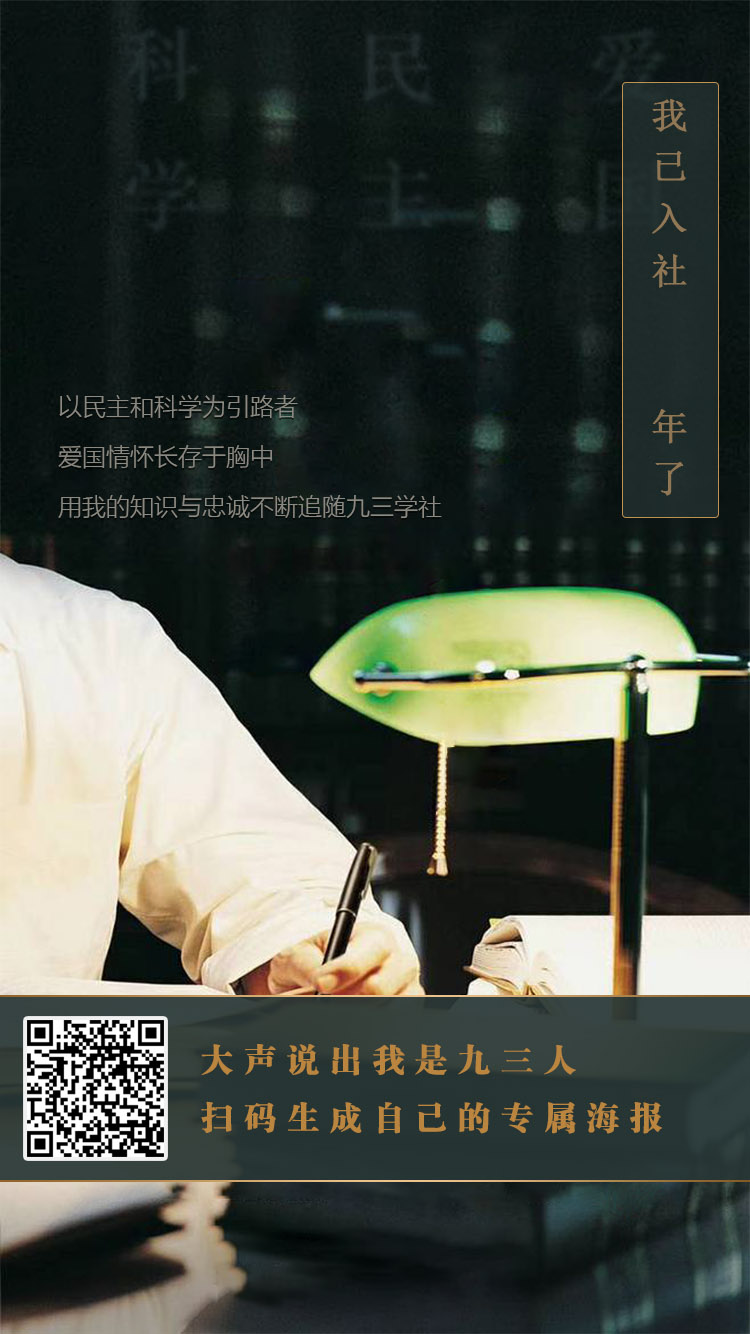 爱国
民主
科学
我已入社 年了
以民主和科学为引路者
爱国情怀长存于胸中
用我的知识与忠诚不断追随九三学社
大声说出我是九三人
扫码生成自己的专属海报